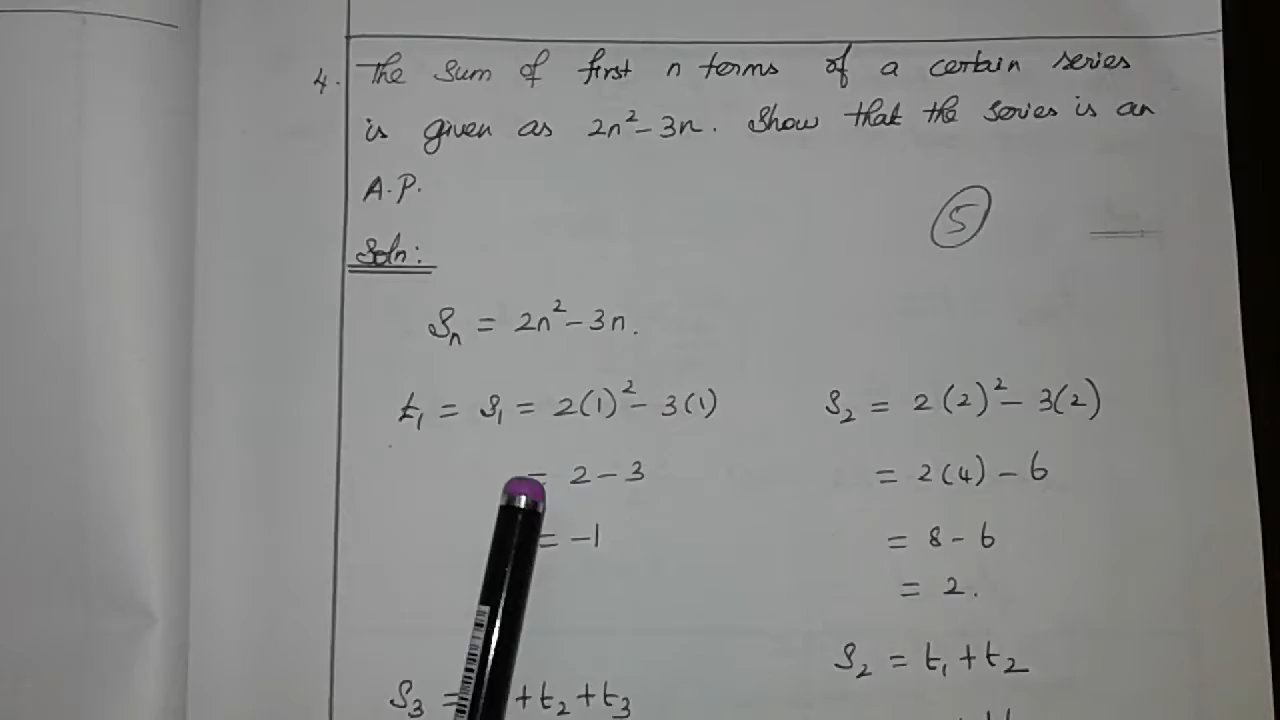 4. The sum of first n terms of a certain series
is given as 2n² - 3n. Show that the series is an
A.P.
5
Soln:
Sₙ = 2n² - 3n.
t₁ = S₁ = 2(1)² - 3(1)
= 2 - 3
= -1
S₂ = 2(2)² - 3(2)
= 2(4) - 6
= 8 - 6
= 2.
S₂ = t₁ + t₂
S₃ = + t₂ + t₃